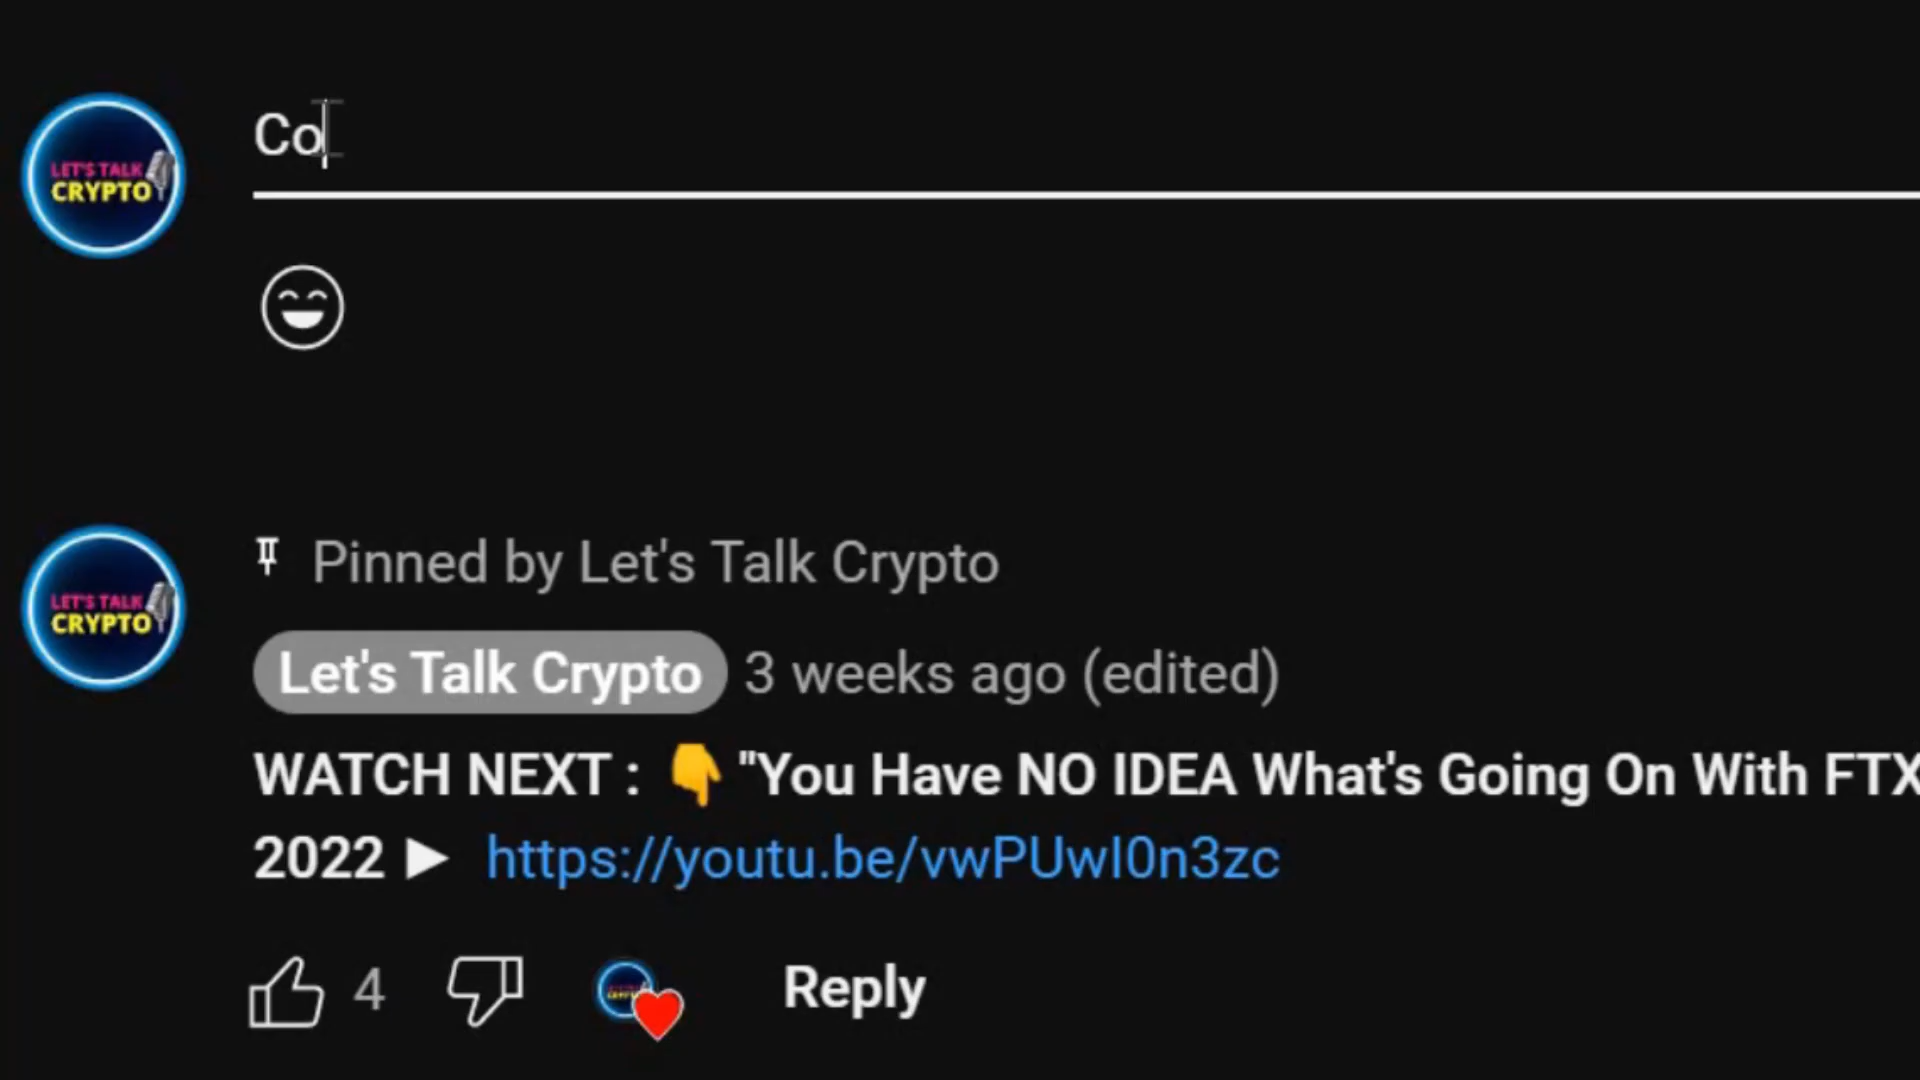 LET'S TALK
CRYPTO
Co
LET'S TALK
CRYPTO
Pinned by Let's Talk Crypto
Let's Talk Crypto 3 weeks ago (edited)
WATCH NEXT : 👇 "You Have NO IDEA What's Going On With FTX
2022 ▶ https://youtu.be/vwPUwI0n3zc
4 Reply